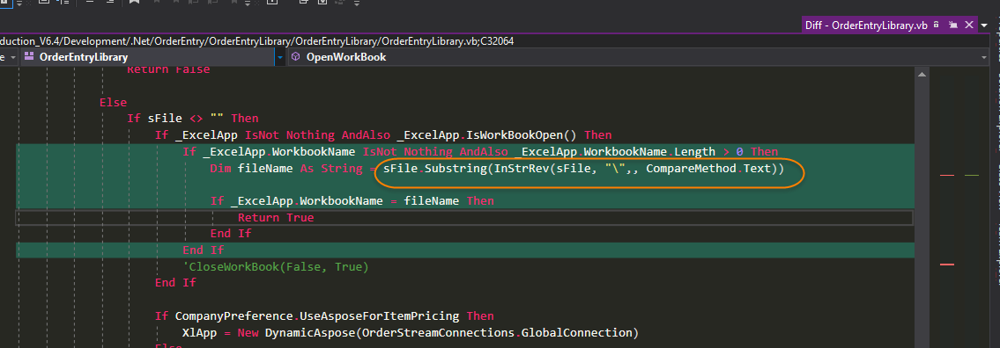 Diff - OrderEntryLibrary.vb
duction_V6.4/Development/.Net/OrderEntry/OrderEntryLibrary/OrderEntryLibrary/OrderEntryLibrary.vb;C32064
e OrderEntryLibrary OpenWorkBook
Return False
Else
If sFile <> "" Then
If _ExcelApp IsNot Nothing AndAlso _ExcelApp.IsWorkBookOpen() Then
If _ExcelApp.WorkbookName IsNot Nothing AndAlso _ExcelApp.WorkbookName.Length > 0 Then
Dim fileName As String = sFile.Substring(InStrRev(sFile, "\",, CompareMethod.Text))
If _ExcelApp.WorkbookName = fileName Then
Return True
End If
End If
'CloseWorkBook(False, True)
End If
If CompanyPreference.UseAsposeForItemPricing Then
XlApp = New DynamicAspose(OrderStreamConnections.GlobalConnection)
Else